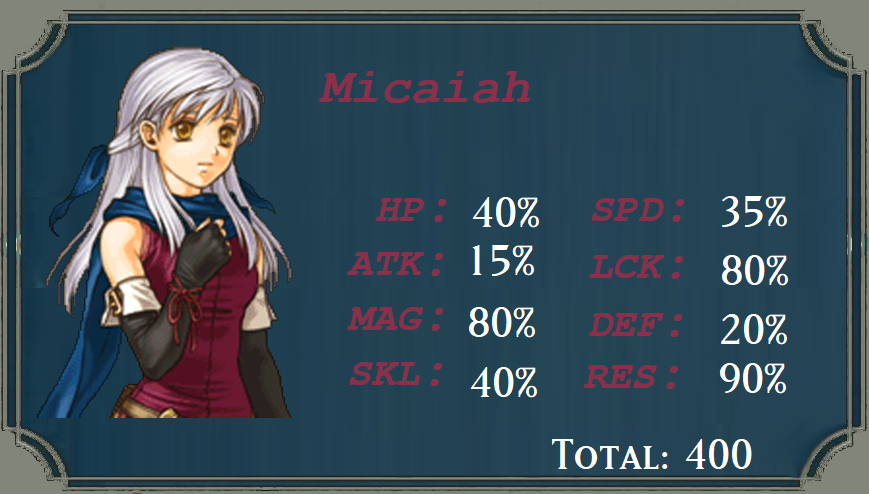 Micaiah
HP: 40% SPD: 35%
ATK: 15% LCK: 80%
MAG: 80% DEF: 20%
SKL: 40% RES: 90%
Total: 400